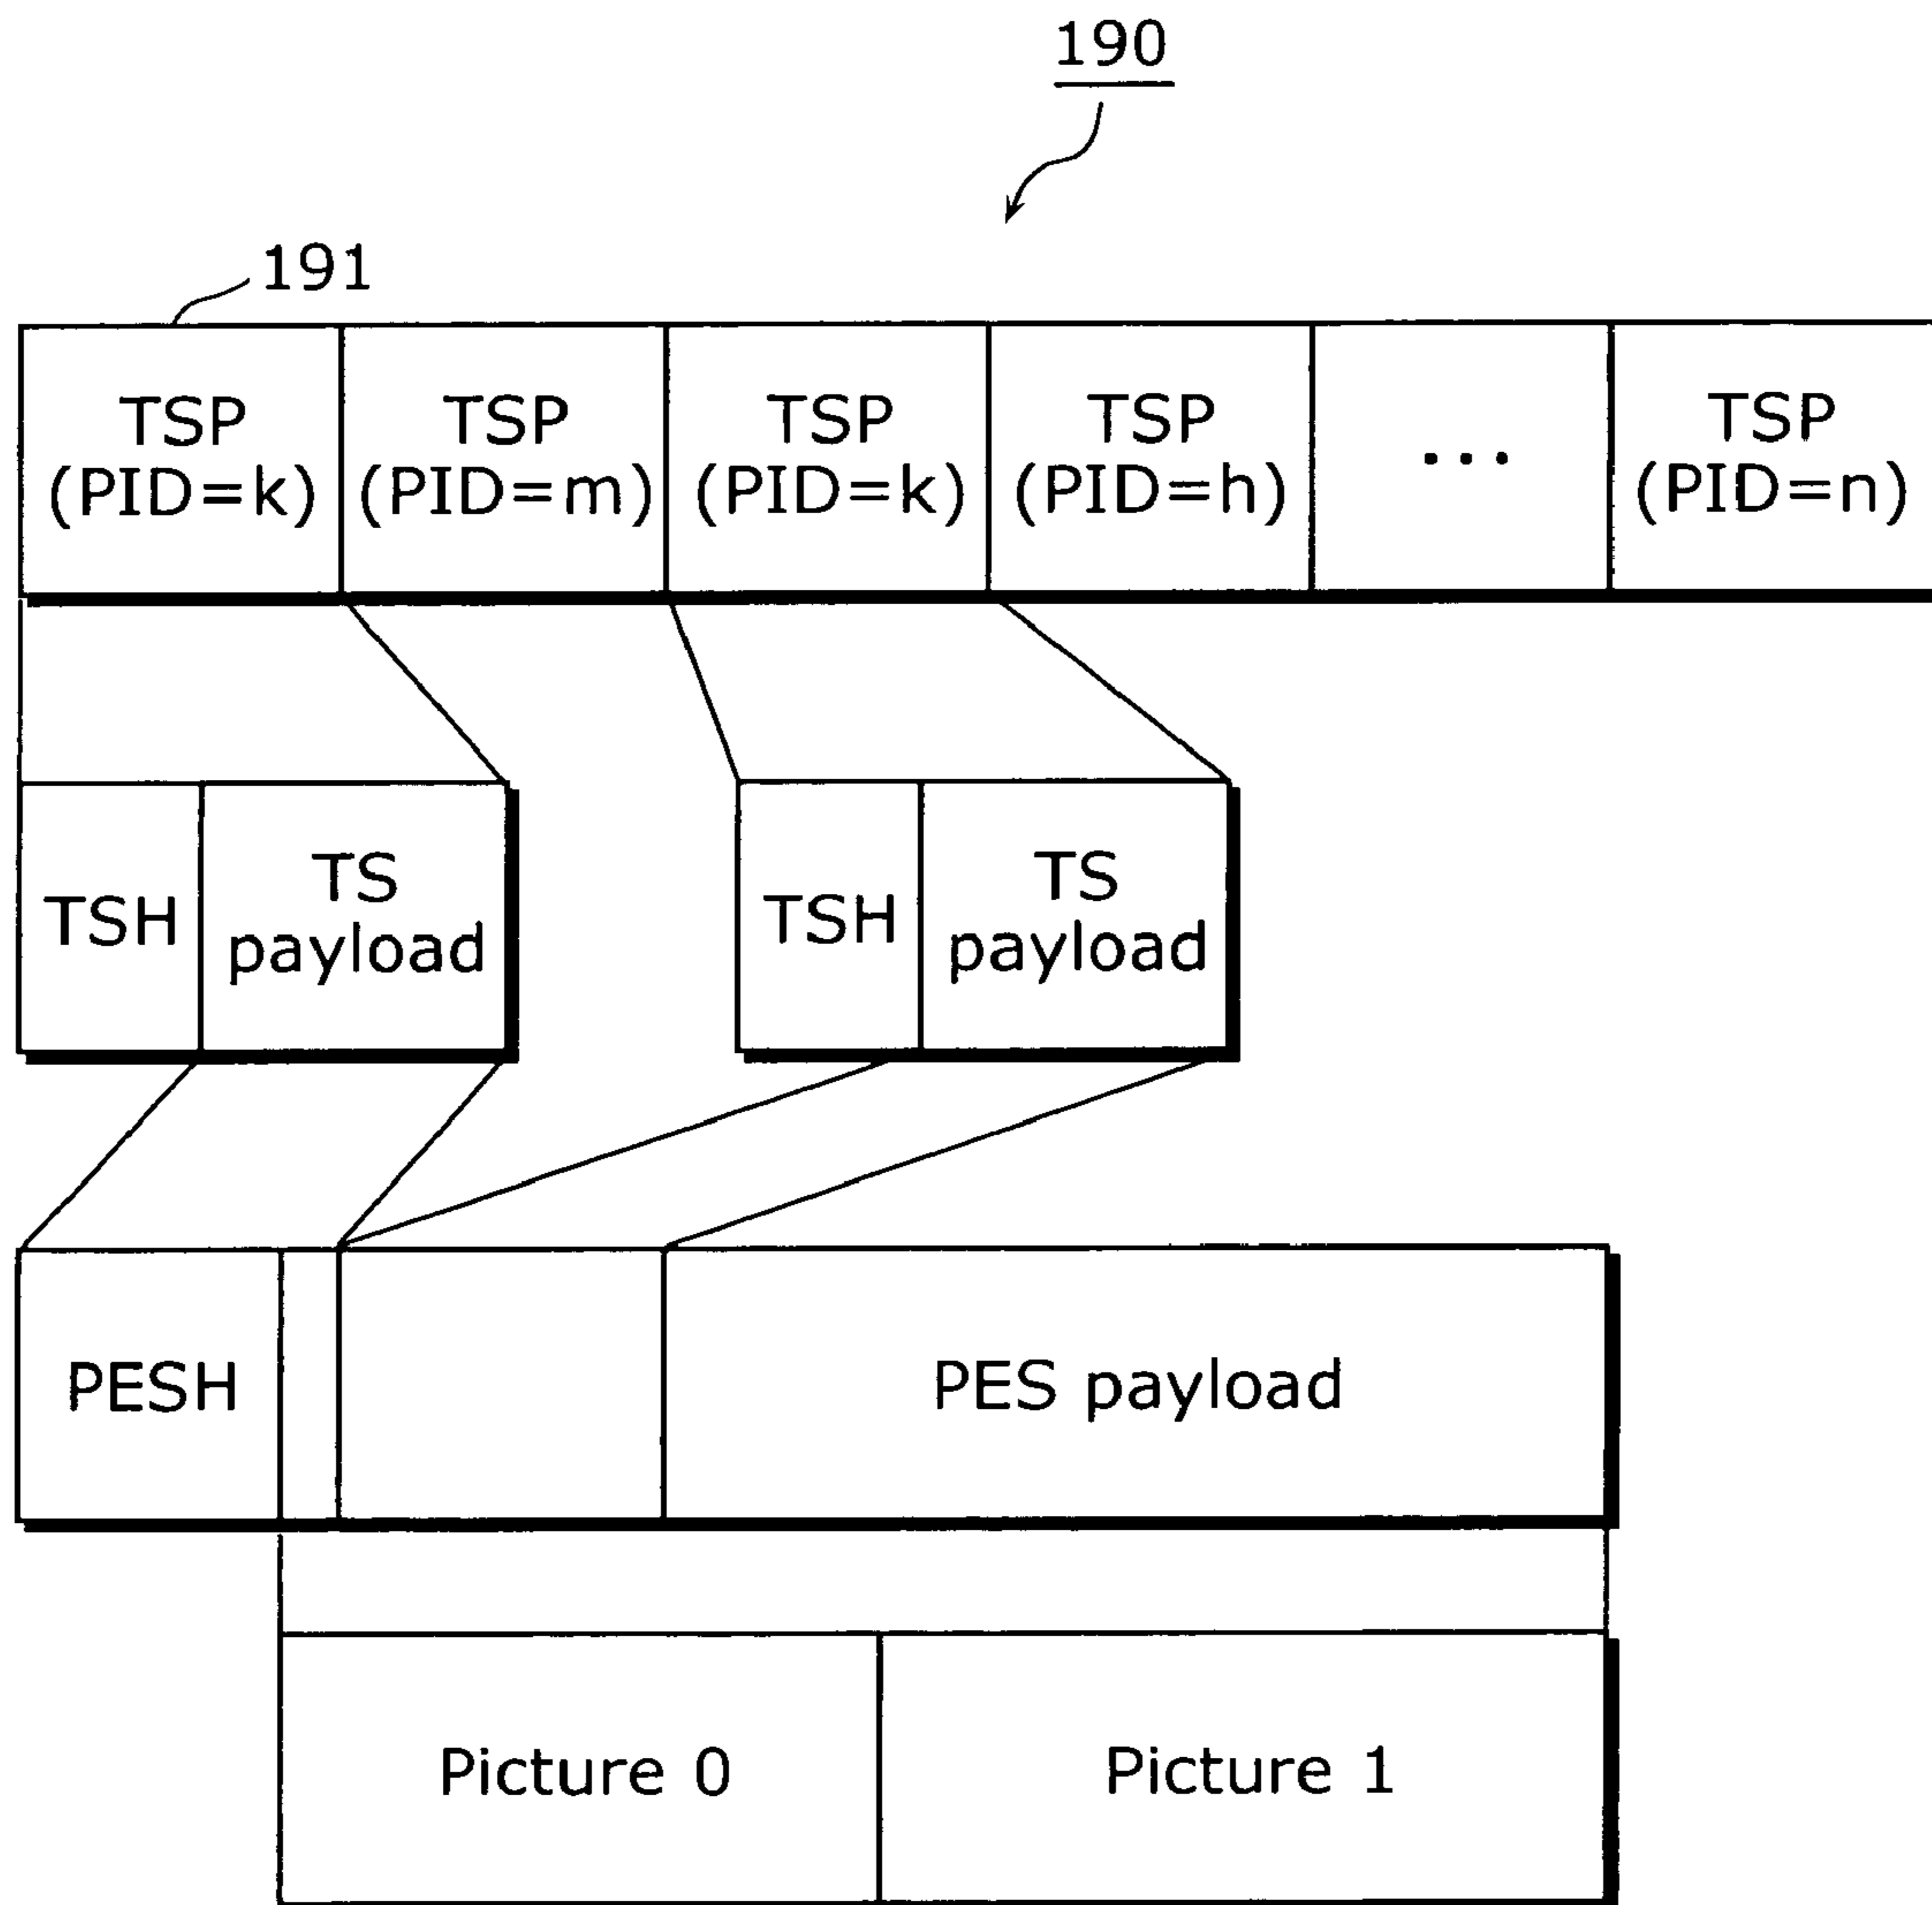 190
191
TSP
(PID=k)
TSP
(PID=m)
TSP
(PID=k)
TSP
(PID=h)
...
TSP
(PID=n)
TSH
TS
payload
TSH
TS
payload
PESH
PES payload
Picture 0
Picture 1